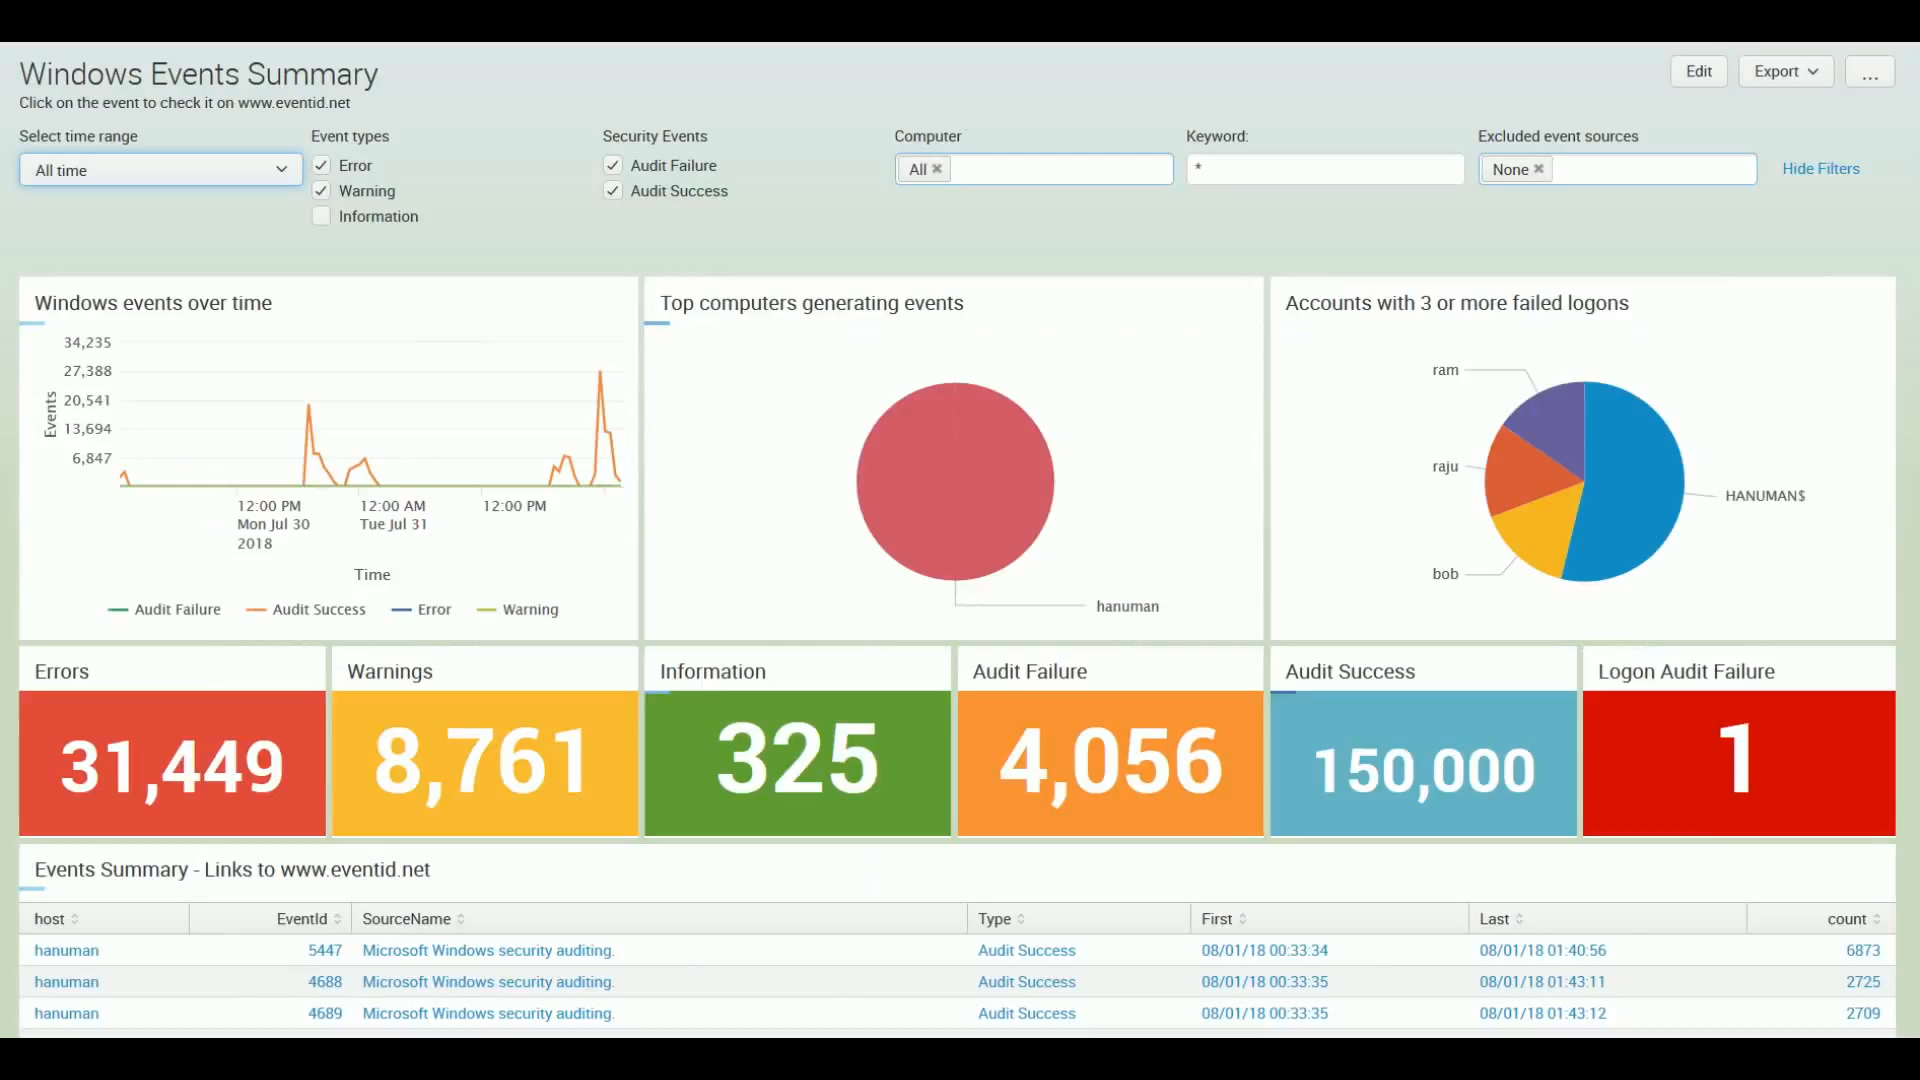 Windows Events Summary
Edit
Export
...
Click on the event to check it on www.eventid.net
Select time range
Event types
Security Events
Computer
Keyword:
Excluded event sources
All time
Error
Warning
Information
Audit Failure
Audit Success
All
*
None
Hide Filters
Windows events over time
34,235
27,388
20,541
13,694
6,847
Events
12:00 PM
Mon Jul 30
2018
12:00 AM
Tue Jul 31
12:00 PM
Time
Audit Failure
Audit Success
Error
Warning
Top computers generating events
hanuman
Accounts with 3 or more failed logons
ram
raju
bob
HANUMAN$
Errors
31,449
Warnings
8,761
Information
325
Audit Failure
4,056
Audit Success
150,000
Logon Audit Failure
1
Events Summary - Links to www.eventid.net
host EventId SourceName Type First Last count
hanuman 5447 Microsoft Windows security auditing. Audit Success 08/01/18 00:33:34 08/01/18 01:40:56 6873
hanuman 4688 Microsoft Windows security auditing. Audit Success 08/01/18 00:33:35 08/01/18 01:43:11 2725
hanuman 4689 Microsoft Windows security auditing. Audit Success 08/01/18 00:33:35 08/01/18 01:43:12 2709